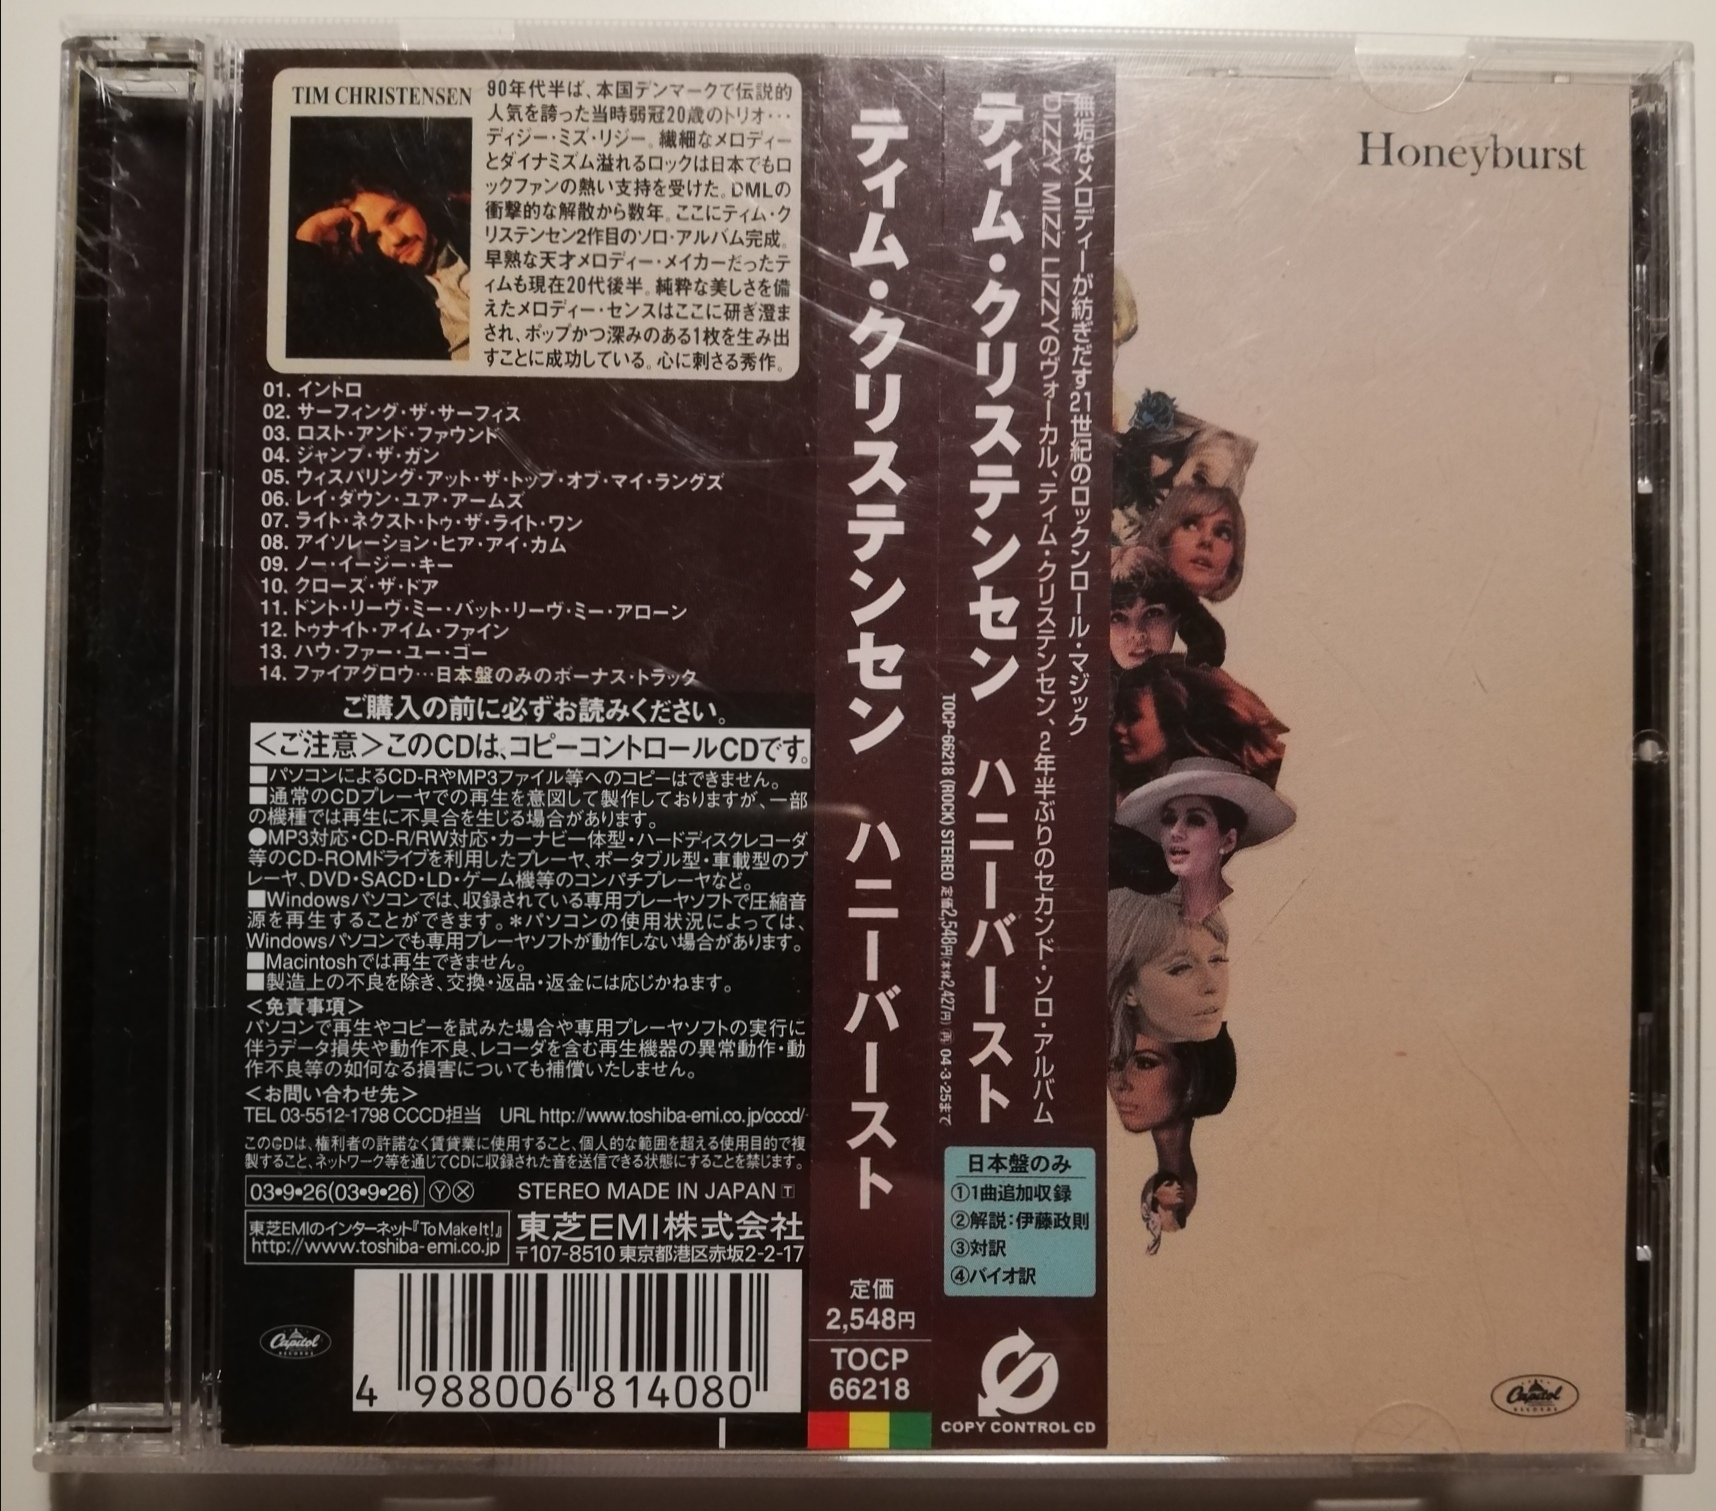 TIM CHRISTENSEN
90年代半ば、本国デンマークで伝説的
人気を誇った当時弱冠20歳のトリオ…
ディジー・ミズ・リジー。繊細なメロディー
とダイナミズム溢れるロックは日本でもロ
ックファンの熱い支持を受けた。DMLの
衝撃的な解散から数年。ここにティム・ク
リステンセン2作目のソロ・アルバム完成。
早熟な天才メロディー・メイカーだったテ
ィムも現在20代後半。純粋な美しさを備
えたメロディー・センスはここに研ぎ澄ま
され、ポップかつ深みのある1枚を生み出
すことに成功している。心に刺さる秀作。
01. イントロ
02. サーフィング・ザ・サーフィス
03. ロスト・アンド・ファウンド
04. ジャンプ・ザ・ガン
05. ウィスパリング・アット・ザ・トップ・オブ・マイ・ラングズ
06. レイ・ダウン・ユア・アームズ
07. ライト・ネクスト・トゥ・ザ・ライト・ワン
08. アイソレーション・ヒア・アイ・カム
09. ノー・イージー・キー
10. クローズ・ザ・ドア
11. ドント・リーヴ・ミー・バット・リーヴ・ミー・アローン
12. トゥナイト・アイム・ファイン
13. ハウ・ファー・ユー・ゴー
14. ファイアグロウ…日本盤のみのボーナス・トラック
ご購入の前に必ずお読みください。
＜ご注意＞このCDは、コピーコントロールCDです。
■パソコンによるCD-RやMP3ファイル等へのコピーはできません。
■通常のCDプレーヤでの再生を意図して製作しておりますが、一部
の機種では再生に不具合を生じる場合があります。
●MP3対応・CD-R/RW対応・カーナビ一体型・ハードディスクレコーダ
等のCD-ROMドライブを利用したプレーヤ、ポータブル型・車載型のプ
レーヤ、DVD・SACD・LD・ゲーム機等のコンパチプレーヤなど。
■Windowsパソコンでは、収録されている専用プレーヤソフトで圧縮音
源を再生することができます。＊パソコンの使用状況によっては、
Windowsパソコンでも専用プレーヤソフトが動作しない場合があります。
■Macintoshでは再生できません。
■製造上の不良を除き、交換・返品・返金には応じかねます。
＜免責事項＞
パソコンで再生やコピーを試みた場合や専用プレーヤソフトの実行に
伴うデータ損失や動作不良、レコーダを含む再生機器の異常動作・動
作不良等の如何なる損害についても補償いたしません。
＜お問い合わせ先＞
TEL 03-5512-1798 CCCD担当 URL http://www.toshiba-emi.co.jp/cccd/
このCDは、権利者の許諾なく賃貸業に使用すること、個人的な範囲を超える使用目的で複
製すること、ネットワーク等を通じてCDに収録された音を送信できる状態にすることを禁じます。
03•9•26(03•9•26) Ⓨ Ⓧ STEREO MADE IN JAPAN T
東芝EMIのインターネット『To Make It!』
http://www.toshiba-emi.co.jp
東芝EMI株式会社
〒107-8510 東京都港区赤坂2-2-17
Capitol
RECORDS
4 988006 814080
ティム・クリステンセン ハニーバースト
定価
2,548円
TOCP
66218
無垢なメロディーが紡ぎだす21世紀のロックンロール・マジック
DIZZY MIZZ LIZZYのヴォーカル、ティム・クリステンセン、2年半ぶりのセカンド・ソロ・アルバム
ティム・クリステンセン ハニーバースト
TOCP-66218 (ROCK) STEREO 定価2,548円(本体2,427円) 再 04・3・25まで
日本盤のみ
①1曲追加収録
②解説：伊藤政則
③対訳
④バイオ訳
COPY CONTROL CD
Honeyburst
Capitol
RECORDS